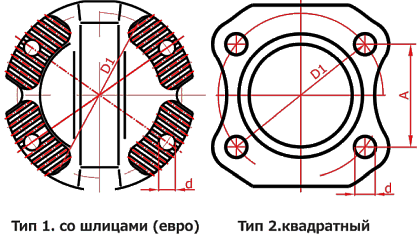 D1
D1
A
d
d
Тип 1. со шлицами (евро)
Тип 2.квадратный